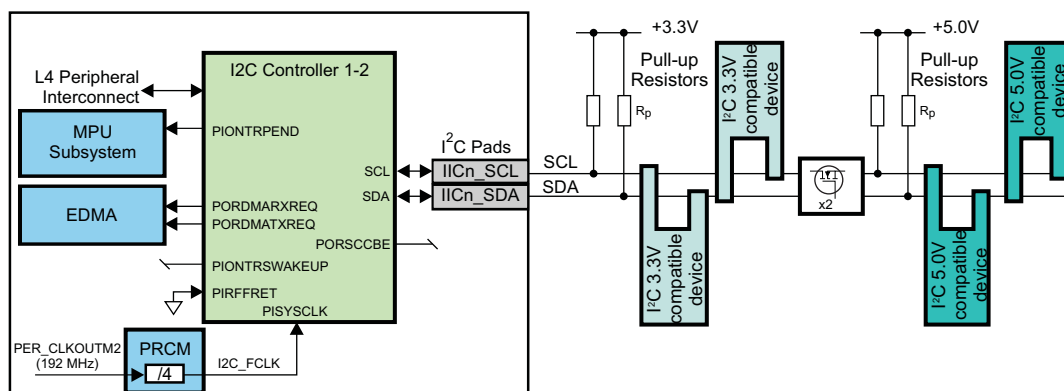 I2C Controller 1-2
L4 Peripheral
Interconnect
MPU
Subsystem
PIONTRPEND
EDMA
PORDMARXREQ
PORDMATXREQ
PIONTRSWAKEUP
PIRFFRET
PISYSCLK
SCL
SDA
PORSCCBE
I²C Pads
IICn_SCL
IICn_SDA
PER_CLKOUTM2
(192 MHz)
PRCM
/4
I2C_FCLK
SCL
SDA
+3.3V
Pull-up
Resistors
Rp
I²C 3.3V
compatible
device
I²C 3.3V
compatible
device
x2
+5.0V
Pull-up
Resistors
Rp
I²C 5.0V
compatible
device
I²C 5.0V
compatible
device